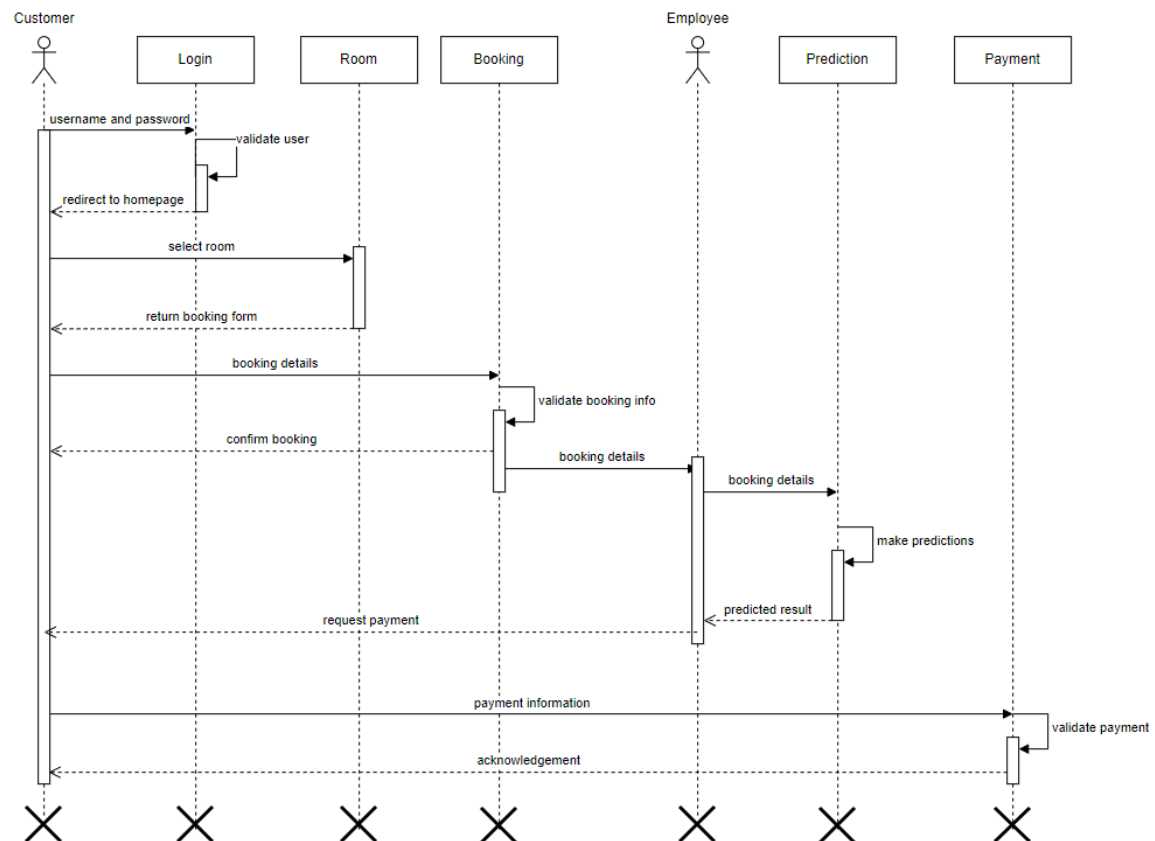 Customer
Employee
Login
Room
Booking
Prediction
Payment
username and password
validate user
redirect to homepage
select room
return booking form
booking details
validate booking info
confirm booking
booking details
booking details
make predictions
predicted result
request payment
payment information
validate payment
acknowledgement